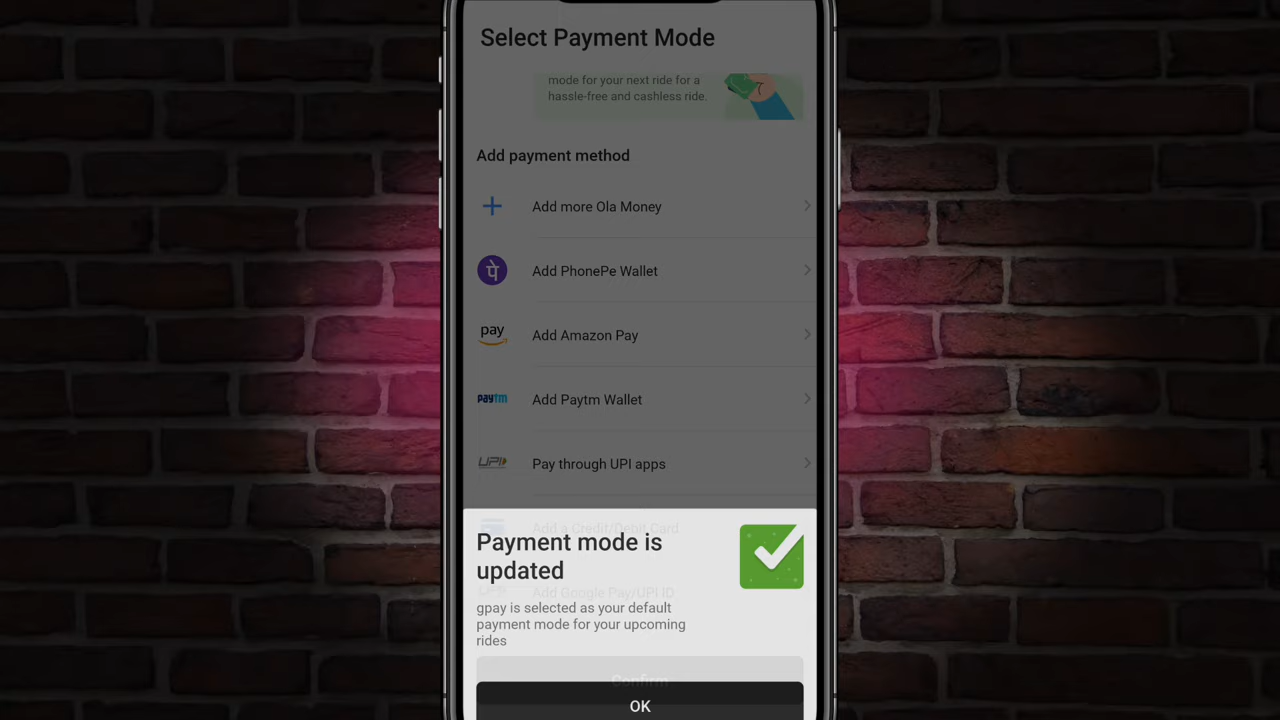 Select Payment Mode
mode for your next ride for a
hassle-free and cashless ride.
Add payment method
Add more Ola Money
पे
Add PhonePe Wallet
pay
Add Amazon Pay
paytm
Add Paytm Wallet
UPI
Pay through UPI apps
Add a Credit/Debit Card
Payment mode is
updated
Add Google Pay/UPI ID
gpay is selected as your default
payment mode for your upcoming
rides
Confirm
OK